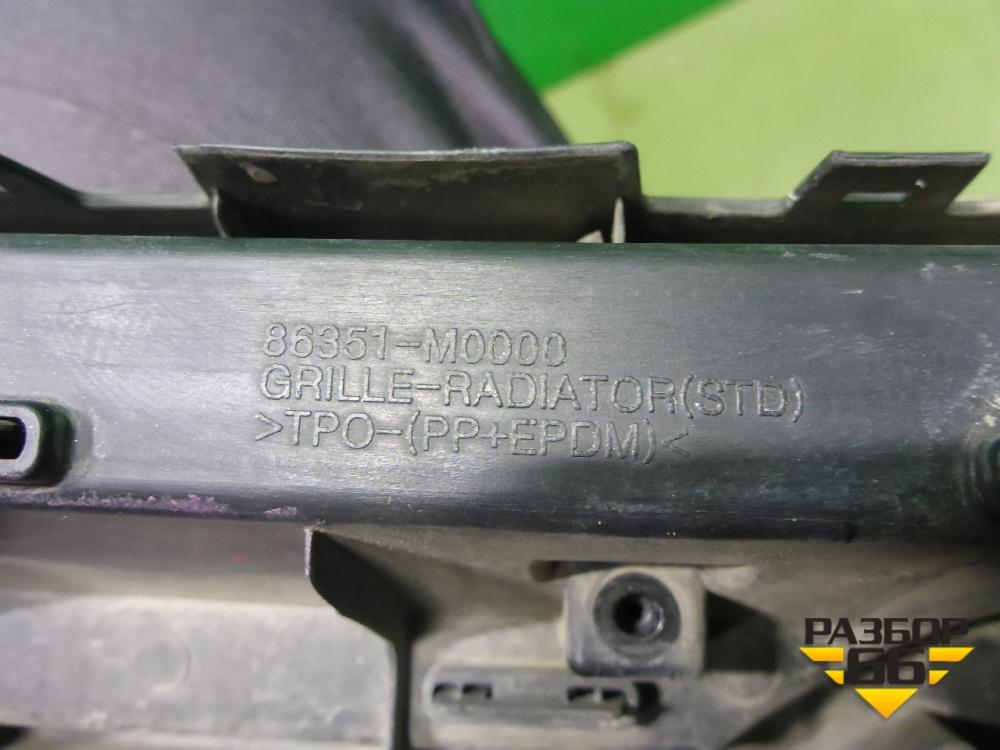 86351-M0000
GRILLE-RADIATOR(STD)
>TPO-(PP+EPDM)<
РАЗБОР
66